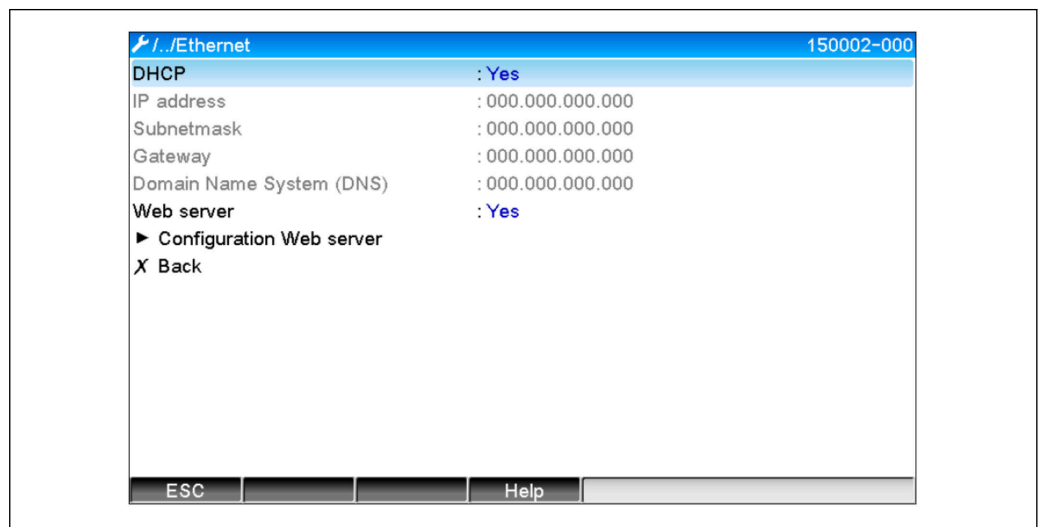 /../Ethernet 150002-000
DHCP : Yes
IP address : 000.000.000.000
Subnetmask : 000.000.000.000
Gateway : 000.000.000.000
Domain Name System (DNS) : 000.000.000.000
Web server : Yes
► Configuration Web server
X Back
ESC Help